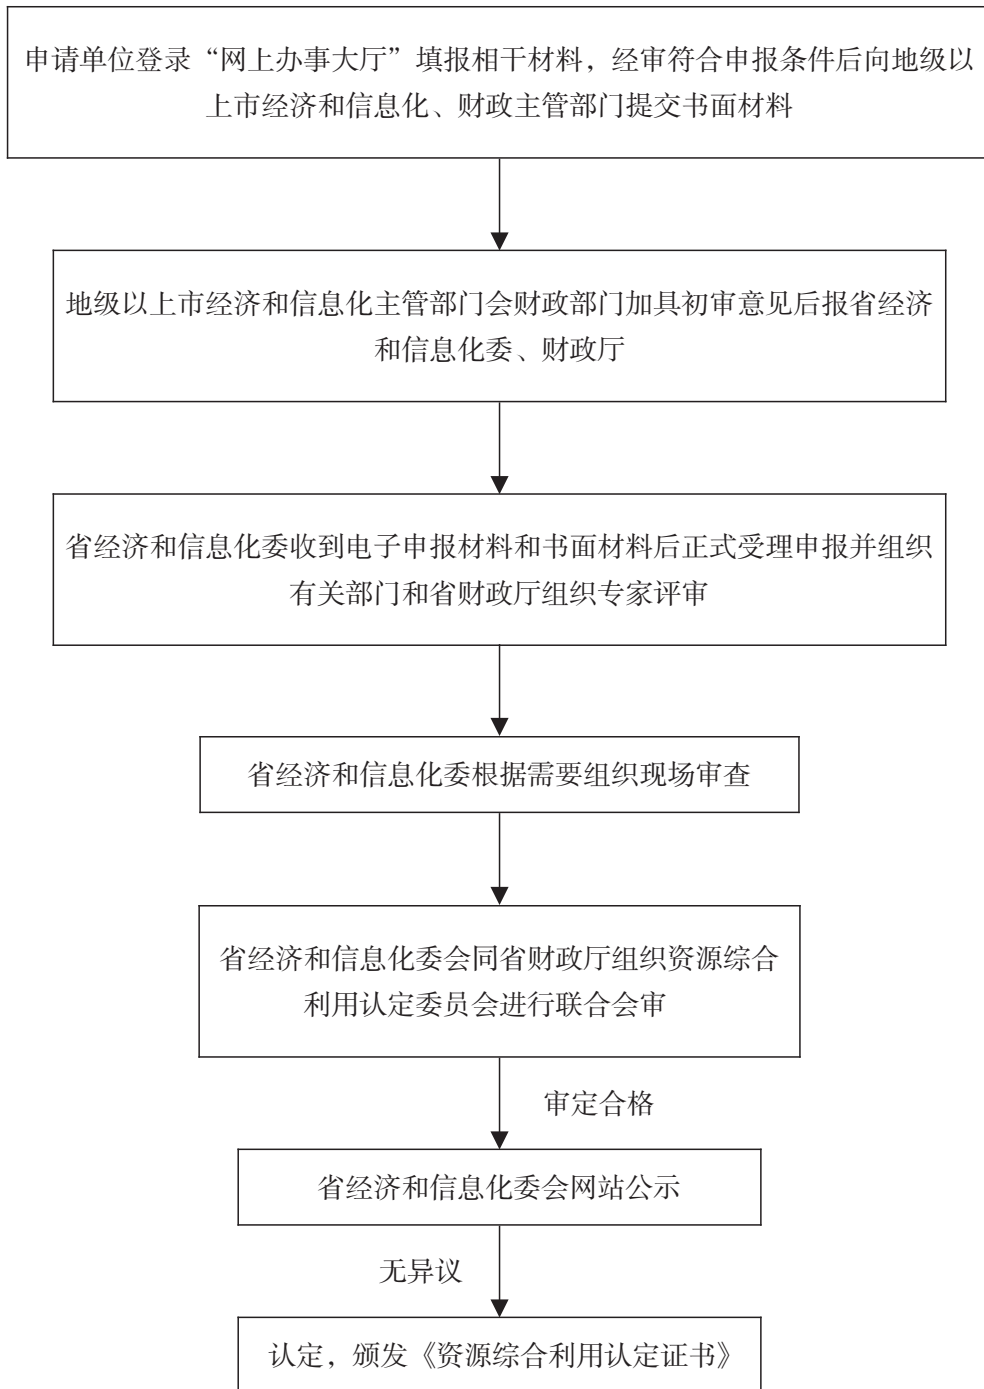 申请单位登录“网上办事大厅”填报相干材料，经审符合申报条件后向地级以
上市经济和信息化、财政主管部门提交书面材料
地级以上市经济和信息化主管部门会财政部门加具初审意见后报省经济
和信息化委、财政厅
省经济和信息化委收到电子申报材料和书面材料后正式受理申报并组织
有关部门和省财政厅组织专家评审
省经济和信息化委根据需要组织现场审查
省经济和信息化委会同省财政厅组织资源综合
利用认定委员会进行联合会审
审定合格
省经济和信息化委会网站公示
无异议
认定，颁发《资源综合利用认定证书》